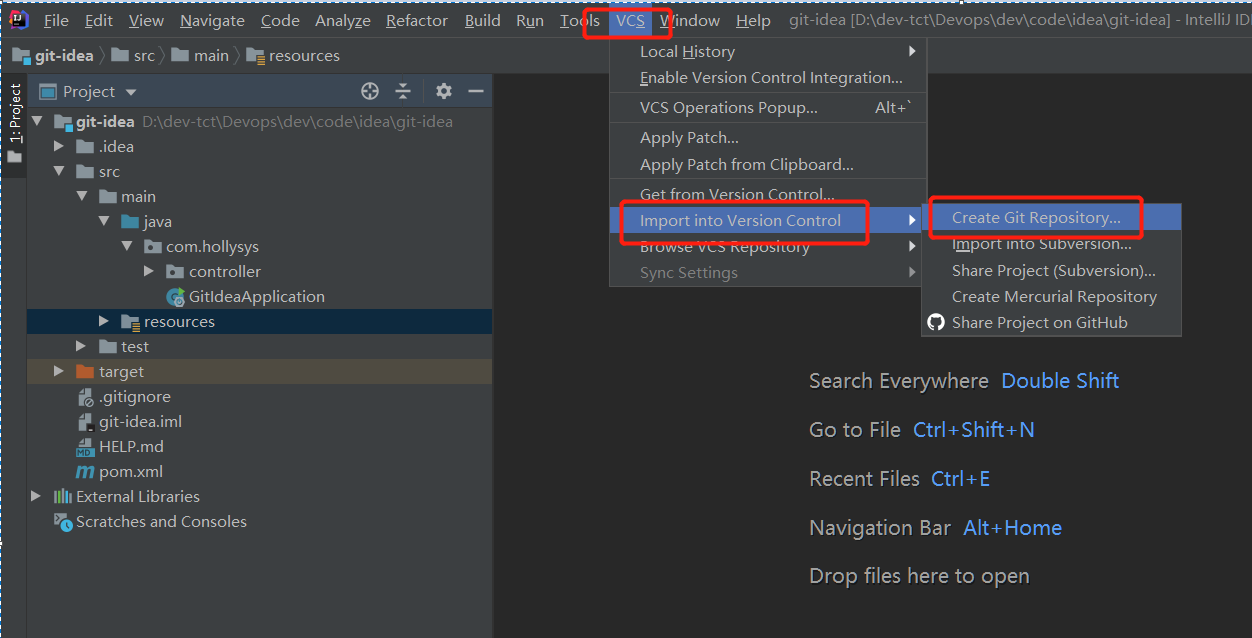 File Edit View Navigate Code Analyze Refactor Build Run Tools VCS Window Help git-idea [D:\dev-tct\Devops\dev\code\idea\git-idea] - IntelliJ IDE
git-idea src main resources
1: Project
Project
git-idea D:\dev-tct\Devops\dev\code\idea\git-idea
.idea
src
main
java
com.hollysys
controller
GitIdeaApplication
resources
test
target
.gitignore
git-idea.iml
HELP.md
pom.xml
External Libraries
Scratches and Consoles
Local History
Enable Version Control Integration...
VCS Operations Popup... Alt+`
Apply Patch...
Apply Patch from Clipboard...
Get from Version Control...
Import into Version Control
Browse VCS Repository
Sync Settings
Create Git Repository...
Import into Subversion...
Share Project (Subversion)...
Create Mercurial Repository
Share Project on GitHub
Search Everywhere Double Shift
Go to File Ctrl+Shift+N
Recent Files Ctrl+E
Navigation Bar Alt+Home
Drop files here to open